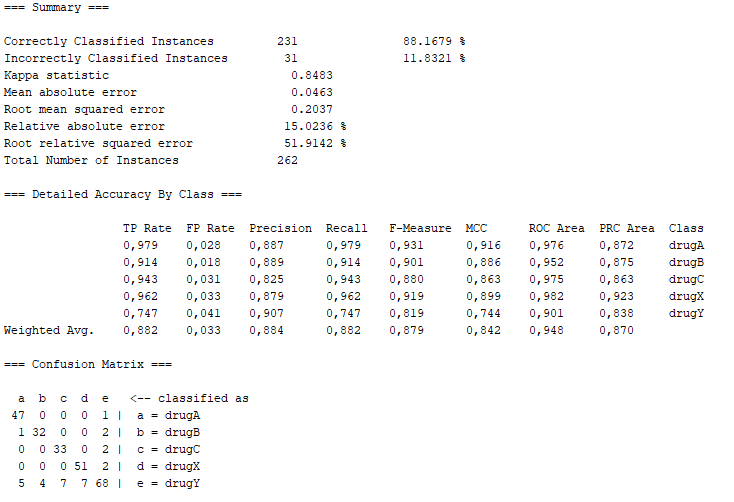 === Summary ===
Correctly Classified Instances 231 88.1679 %
Incorrectly Classified Instances 31 11.8321 %
Kappa statistic 0.8483
Mean absolute error 0.0463
Root mean squared error 0.2037
Relative absolute error 15.0236 %
Root relative squared error 51.9142 %
Total Number of Instances 262
=== Detailed Accuracy By Class ===
TP Rate FP Rate Precision Recall F-Measure MCC ROC Area PRC Area Class
0,979 0,028 0,887 0,979 0,931 0,916 0,976 0,872 drugA
0,914 0,018 0,889 0,914 0,901 0,886 0,952 0,875 drugB
0,943 0,031 0,825 0,943 0,880 0,863 0,975 0,863 drugC
0,962 0,033 0,879 0,962 0,919 0,899 0,982 0,923 drugX
0,747 0,041 0,907 0,747 0,819 0,744 0,901 0,838 drugY
Weighted Avg. 0,882 0,033 0,884 0,882 0,879 0,842 0,948 0,870
=== Confusion Matrix ===
a b c d e <-- classified as
47 0 0 0 1 | a = drugA
1 32 0 0 2 | b = drugB
0 0 33 0 2 | c = drugC
0 0 0 51 2 | d = drugX
5 4 7 7 68 | e = drugY